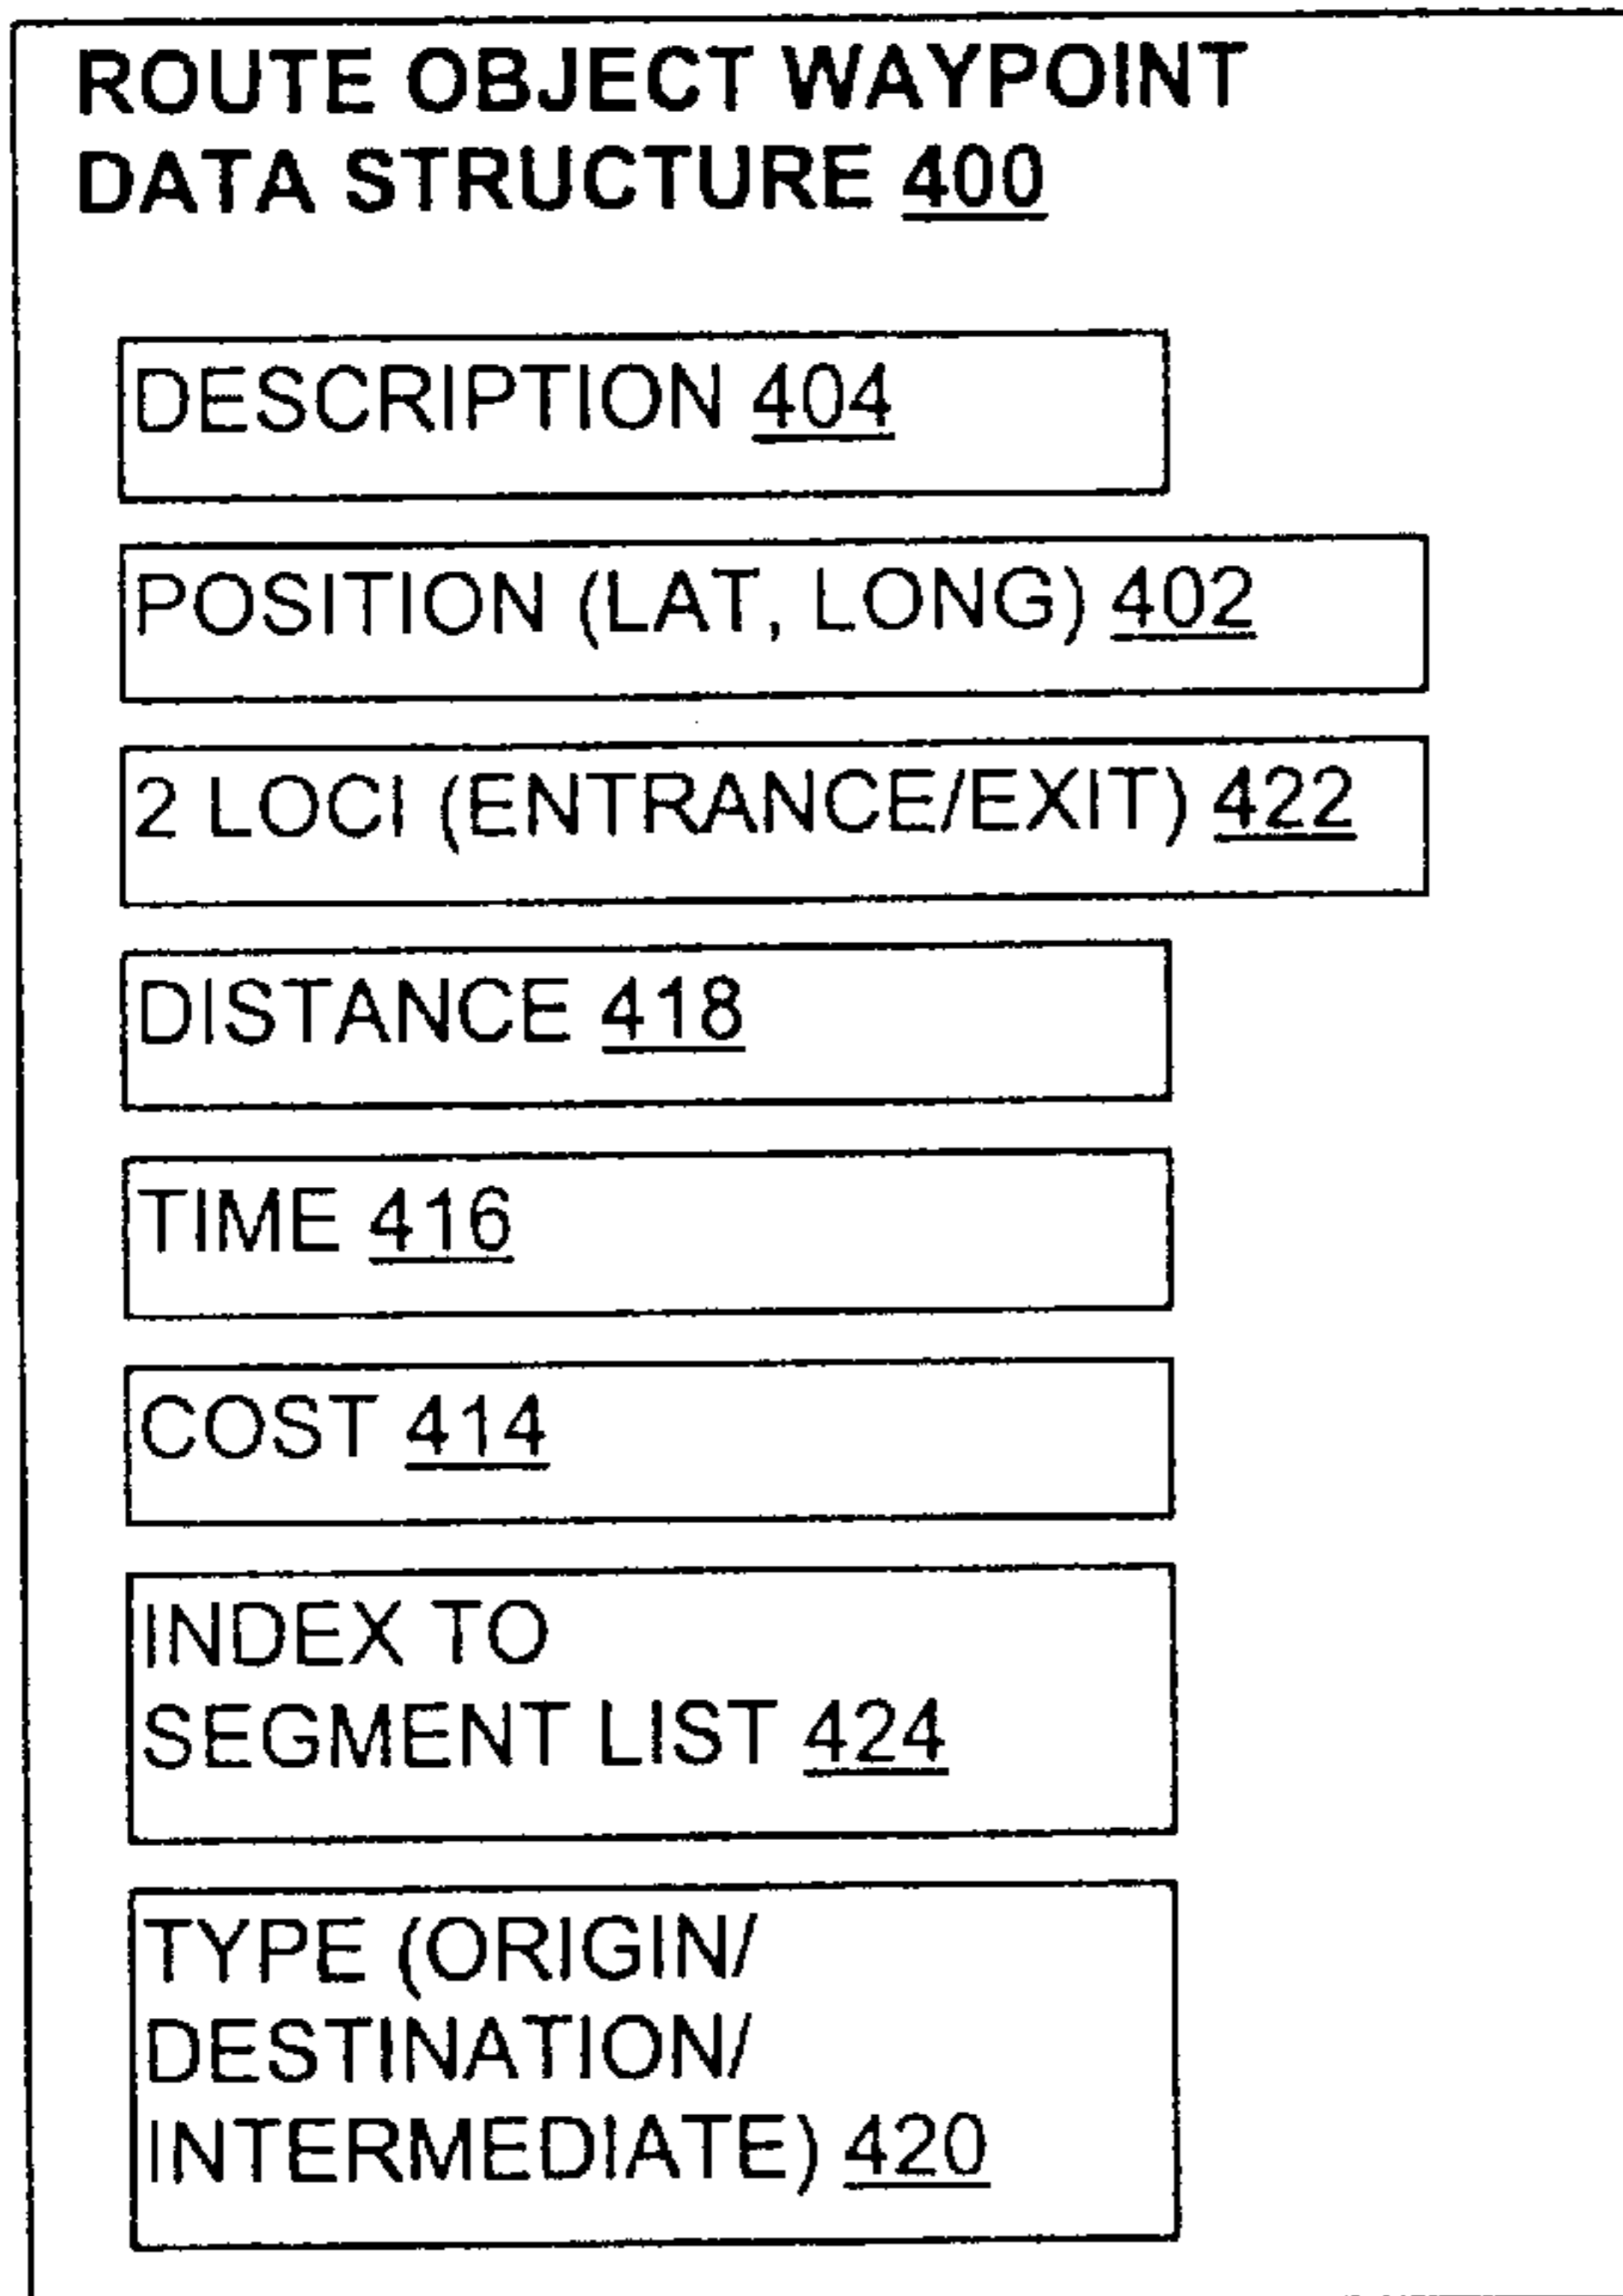 ROUTE OBJECT WAYPOINT
DATA STRUCTURE 400
DESCRIPTION 404
POSITION (LAT, LONG) 402
2 LOCI (ENTRANCE/EXIT) 422
DISTANCE 418
TIME 416
COST 414
INDEX TO
SEGMENT LIST 424
TYPE (ORIGIN/
DESTINATION/
INTERMEDIATE) 420